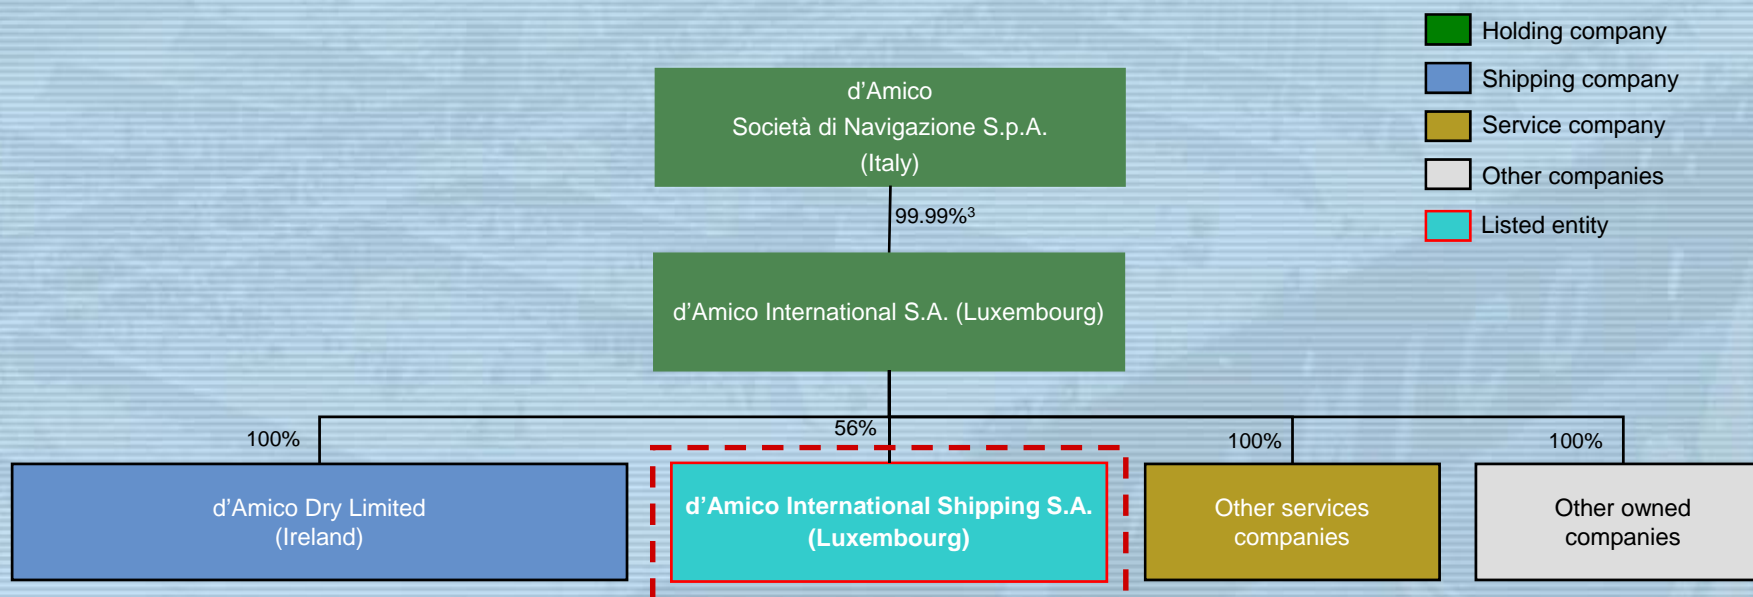 Holding company
Shipping company
Service company
Other companies
Listed entity
d’Amico
Società di Navigazione S.p.A.
(Italy)
99.99%³
d’Amico International S.A. (Luxembourg)
100%
56%
100%
100%
d’Amico Dry Limited
(Ireland)
d’Amico International Shipping S.A.
(Luxembourg)
Other services
companies
Other owned
companies